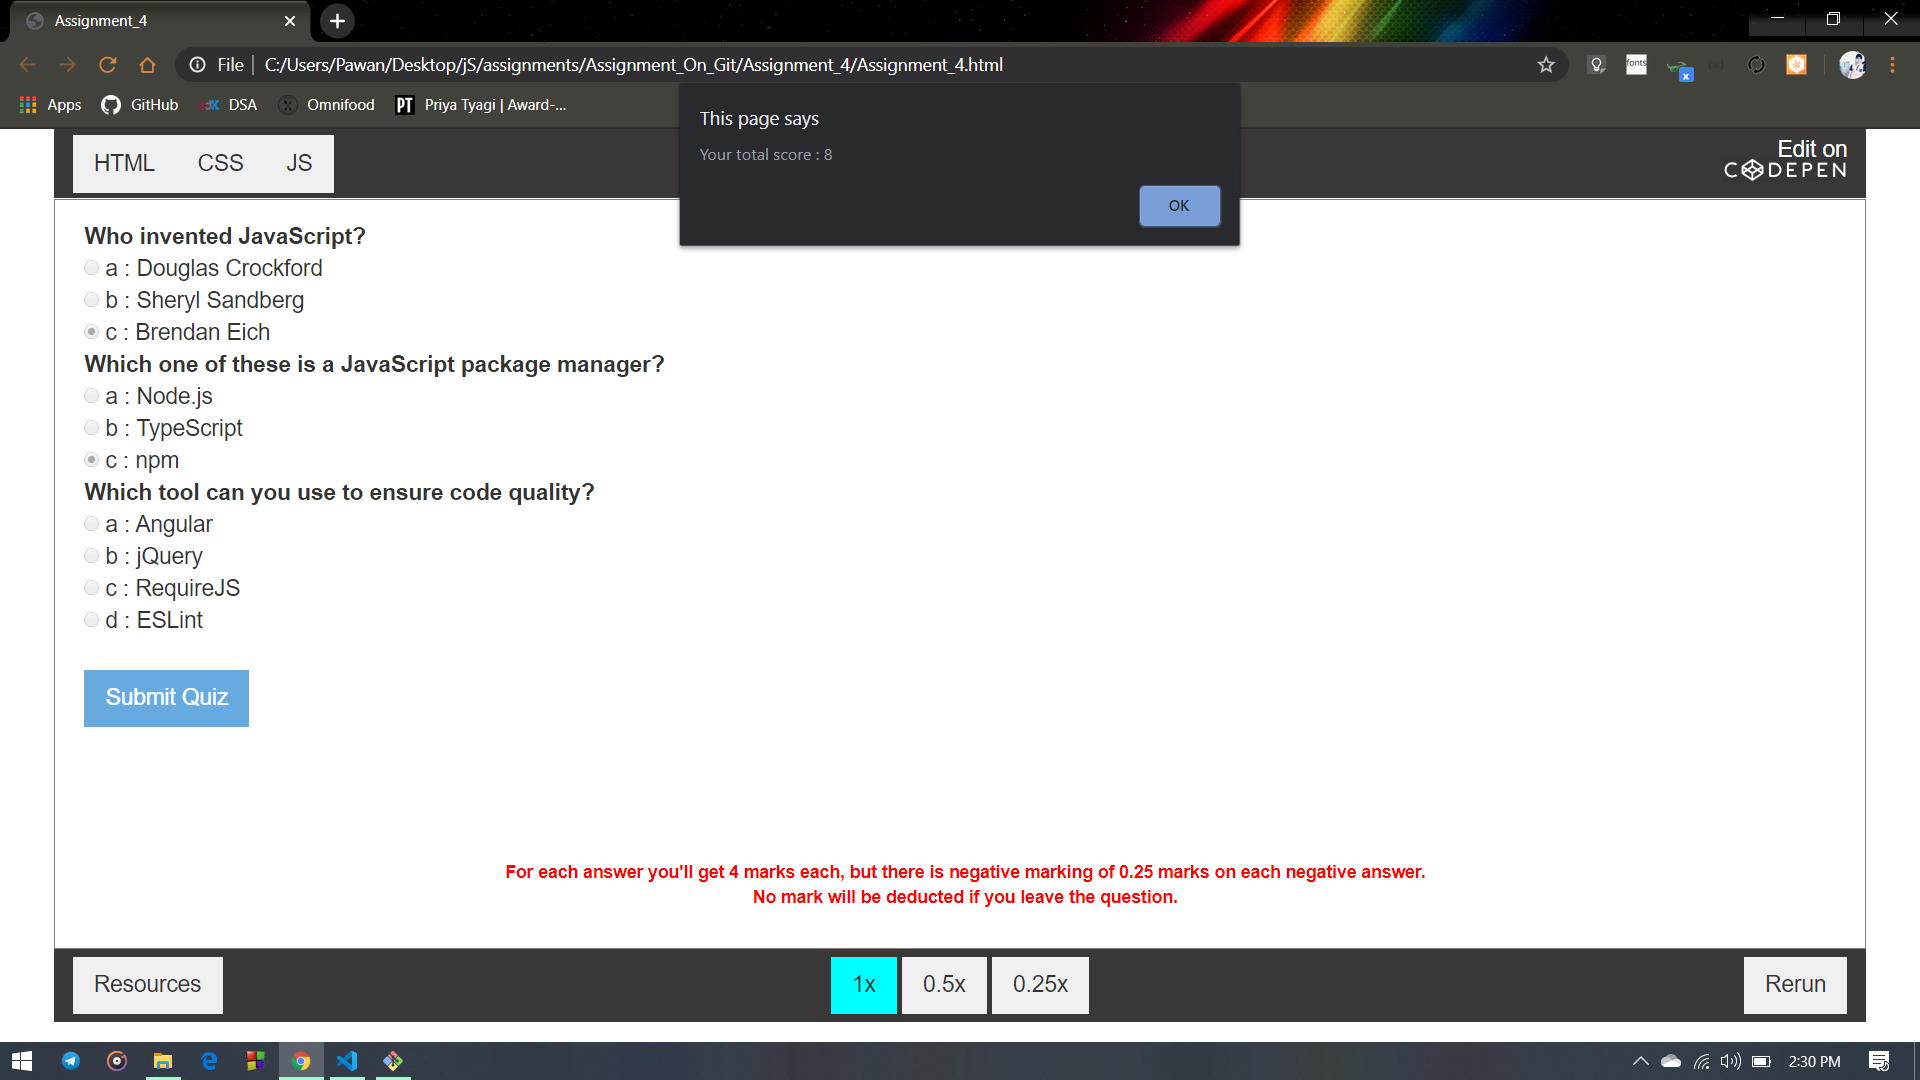 Assignment_4
File
C:/Users/Pawan/Desktop/jS/assignments/Assignment_On_Git/Assignment_4/Assignment_4.html
fonts
x
Apps
GitHub
DSA
Omnifood
PT
Priya Tyagi | Award-...
This page says
Your total score : 8
OK
HTML
CSS
JS
Edit on
CODEPEN
Who invented JavaScript?
a : Douglas Crockford
b : Sheryl Sandberg
c : Brendan Eich
Which one of these is a JavaScript package manager?
a : Node.js
b : TypeScript
c : npm
Which tool can you use to ensure code quality?
a : Angular
b : jQuery
c : RequireJS
d : ESLint
Submit Quiz
For each answer you'll get 4 marks each, but there is negative marking of 0.25 marks on each negative answer.
No mark will be deducted if you leave the question.
Resources
1x
0.5x
0.25x
Rerun
2:30 PM